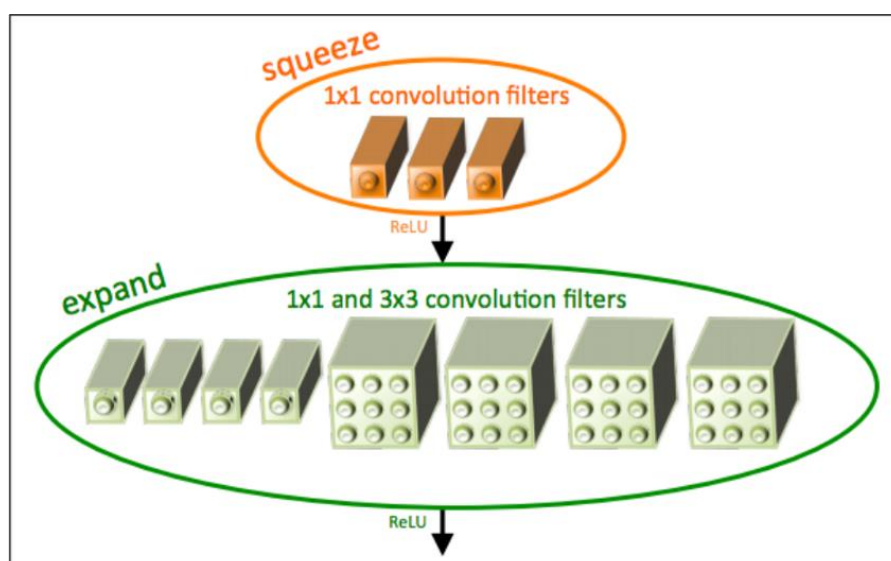 squeeze
1x1 convolution filters
ReLU
expand
1x1 and 3x3 convolution filters
ReLU